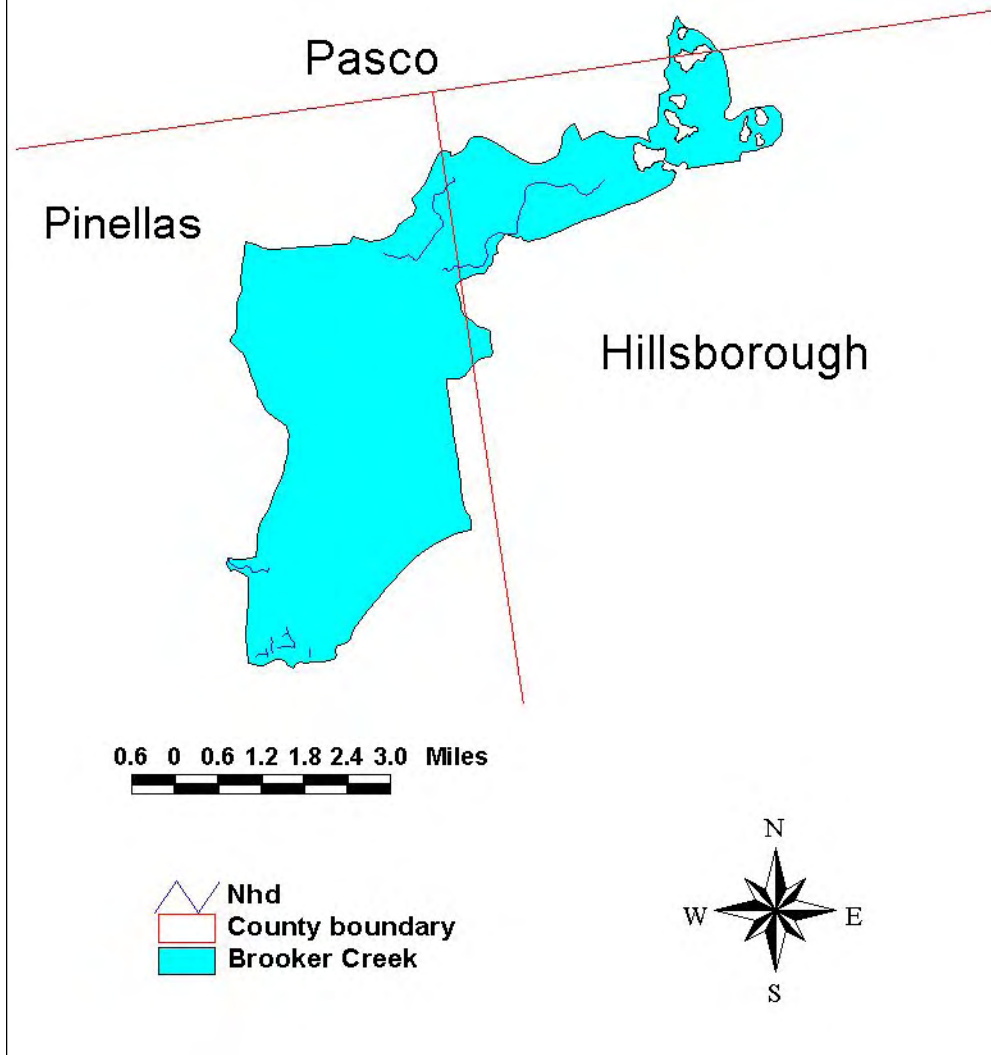 Pasco
Pinellas
Hillsborough
0.6 0 0.6 1.2 1.8 2.4 3.0 Miles
Nhd
County boundary
Brooker Creek
N
W E
S